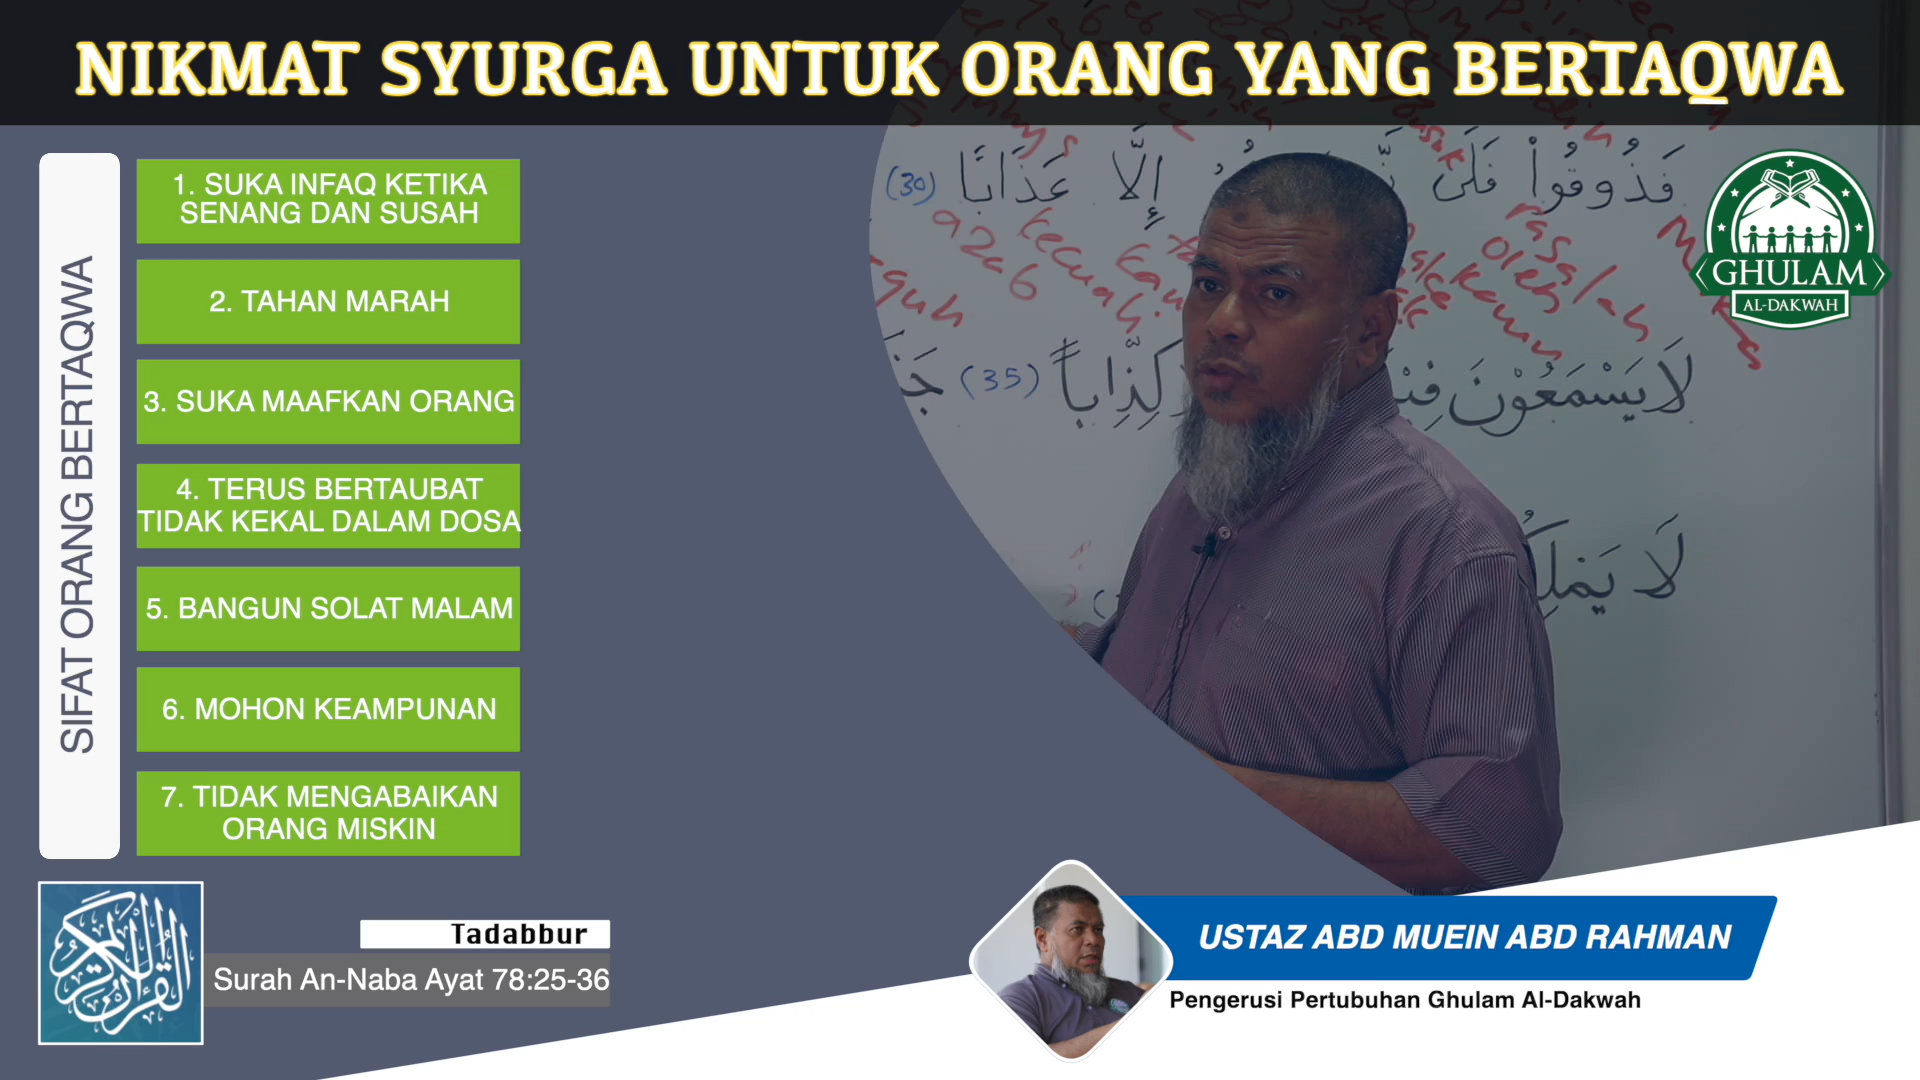 NIKMAT SYURGA UNTUK ORANG YANG BERTAQWA
SIFAT ORANG BERTAQWA
1. SUKA INFAQ KETIKA
SENANG DAN SUSAH
2. TAHAN MARAH
3. SUKA MAAFKAN ORANG
4. TERUS BERTAUBAT
TIDAK KEKAL DALAM DOSA
5. BANGUN SOLAT MALAM
6. MOHON KEAMPUNAN
7. TIDAK MENGABAIKAN
ORANG MISKIN
Tadabbur
Surah An-Naba Ayat 78:25-36
فَذُوقُوا۟ فَلَن إِلَّا عَذَابًا (30)
azab kecuali
لَا يَسْمَعُوْنَ كِذَّابًا (35)
GHULAM
AL-DAKWAH
USTAZ ABD MUEIN ABD RAHMAN
Pengerusi Pertubuhan Ghulam Al-Dakwah